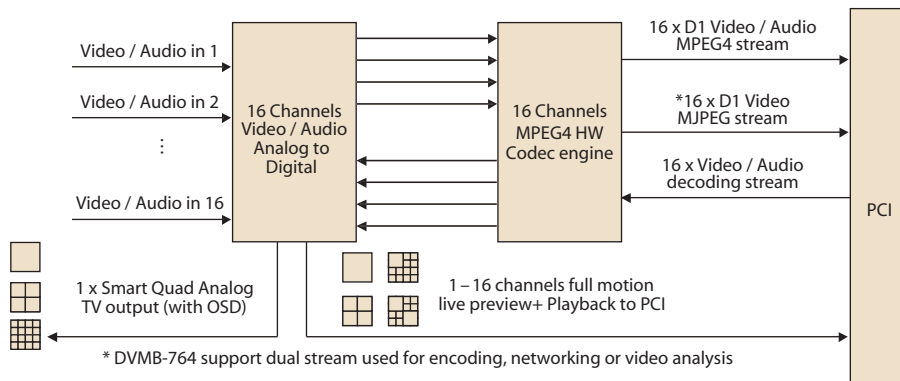 Video / Audio in 1
Video / Audio in 2
⋮
Video / Audio in 16
16 Channels
Video / Audio
Analog to
Digital
16 Channels
MPEG4 HW
Codec engine
16 x D1 Video / Audio
MPEG4 stream
*16 x D1 Video
MJPEG stream
16 x Video / Audio
decoding stream
PCI
1 x Smart Quad Analog
TV output (with OSD)
1 – 16 channels full motion
live preview+ Playback to PCI
* DVMB-764 support dual stream used for encoding, networking or video analysis